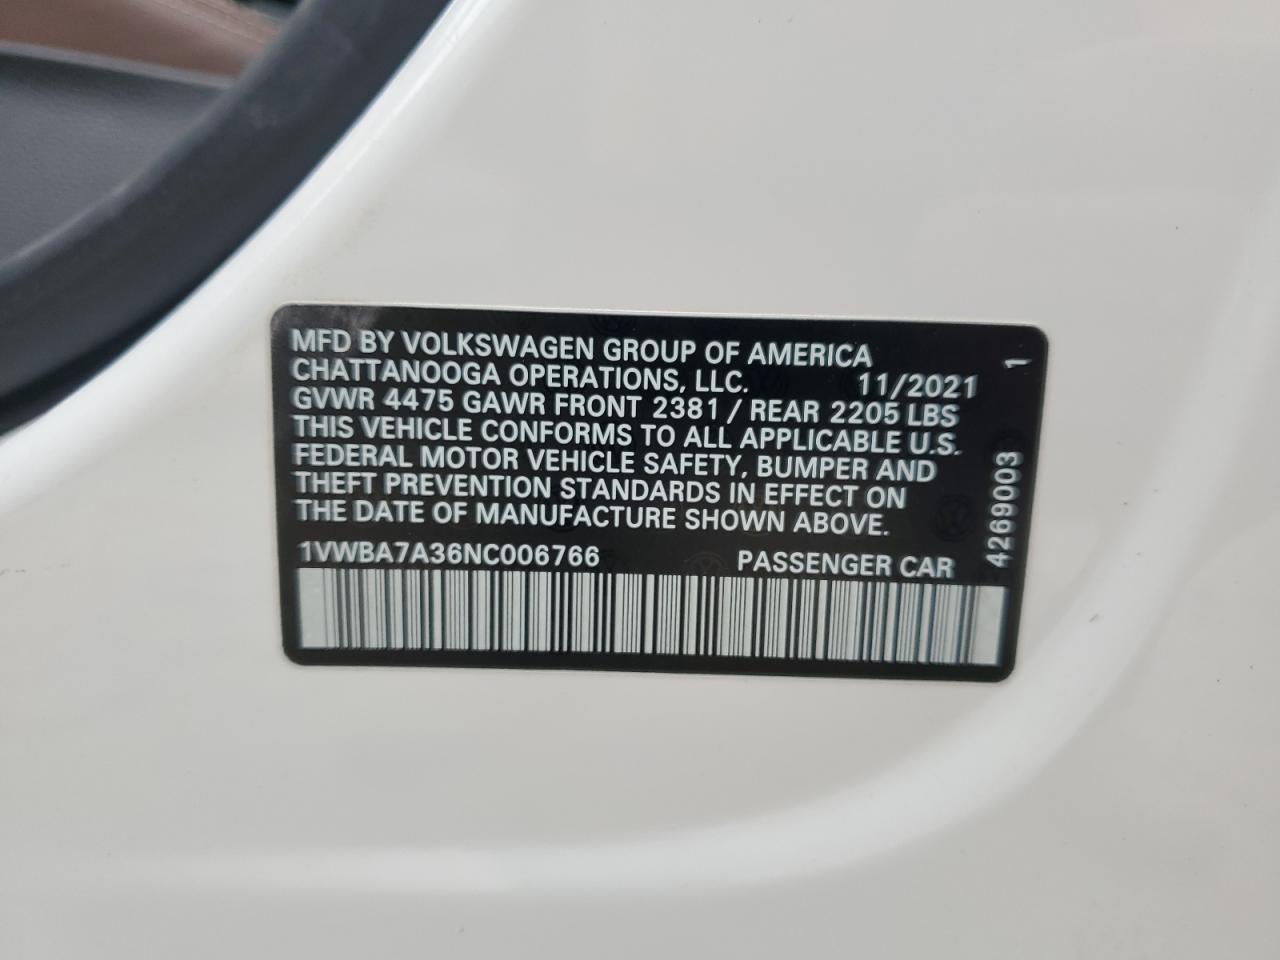 MFD BY VOLKSWAGEN GROUP OF AMERICA
CHATTANOOGA OPERATIONS, LLC. 11/2021
GVWR 4475 GAWR FRONT 2381 / REAR 2205 LBS
THIS VEHICLE CONFORMS TO ALL APPLICABLE U.S.
FEDERAL MOTOR VEHICLE SAFETY, BUMPER AND
THEFT PREVENTION STANDARDS IN EFFECT ON
THE DATE OF MANUFACTURE SHOWN ABOVE.
1VWBA7A36NC006766 PASSENGER CAR
4269003 1